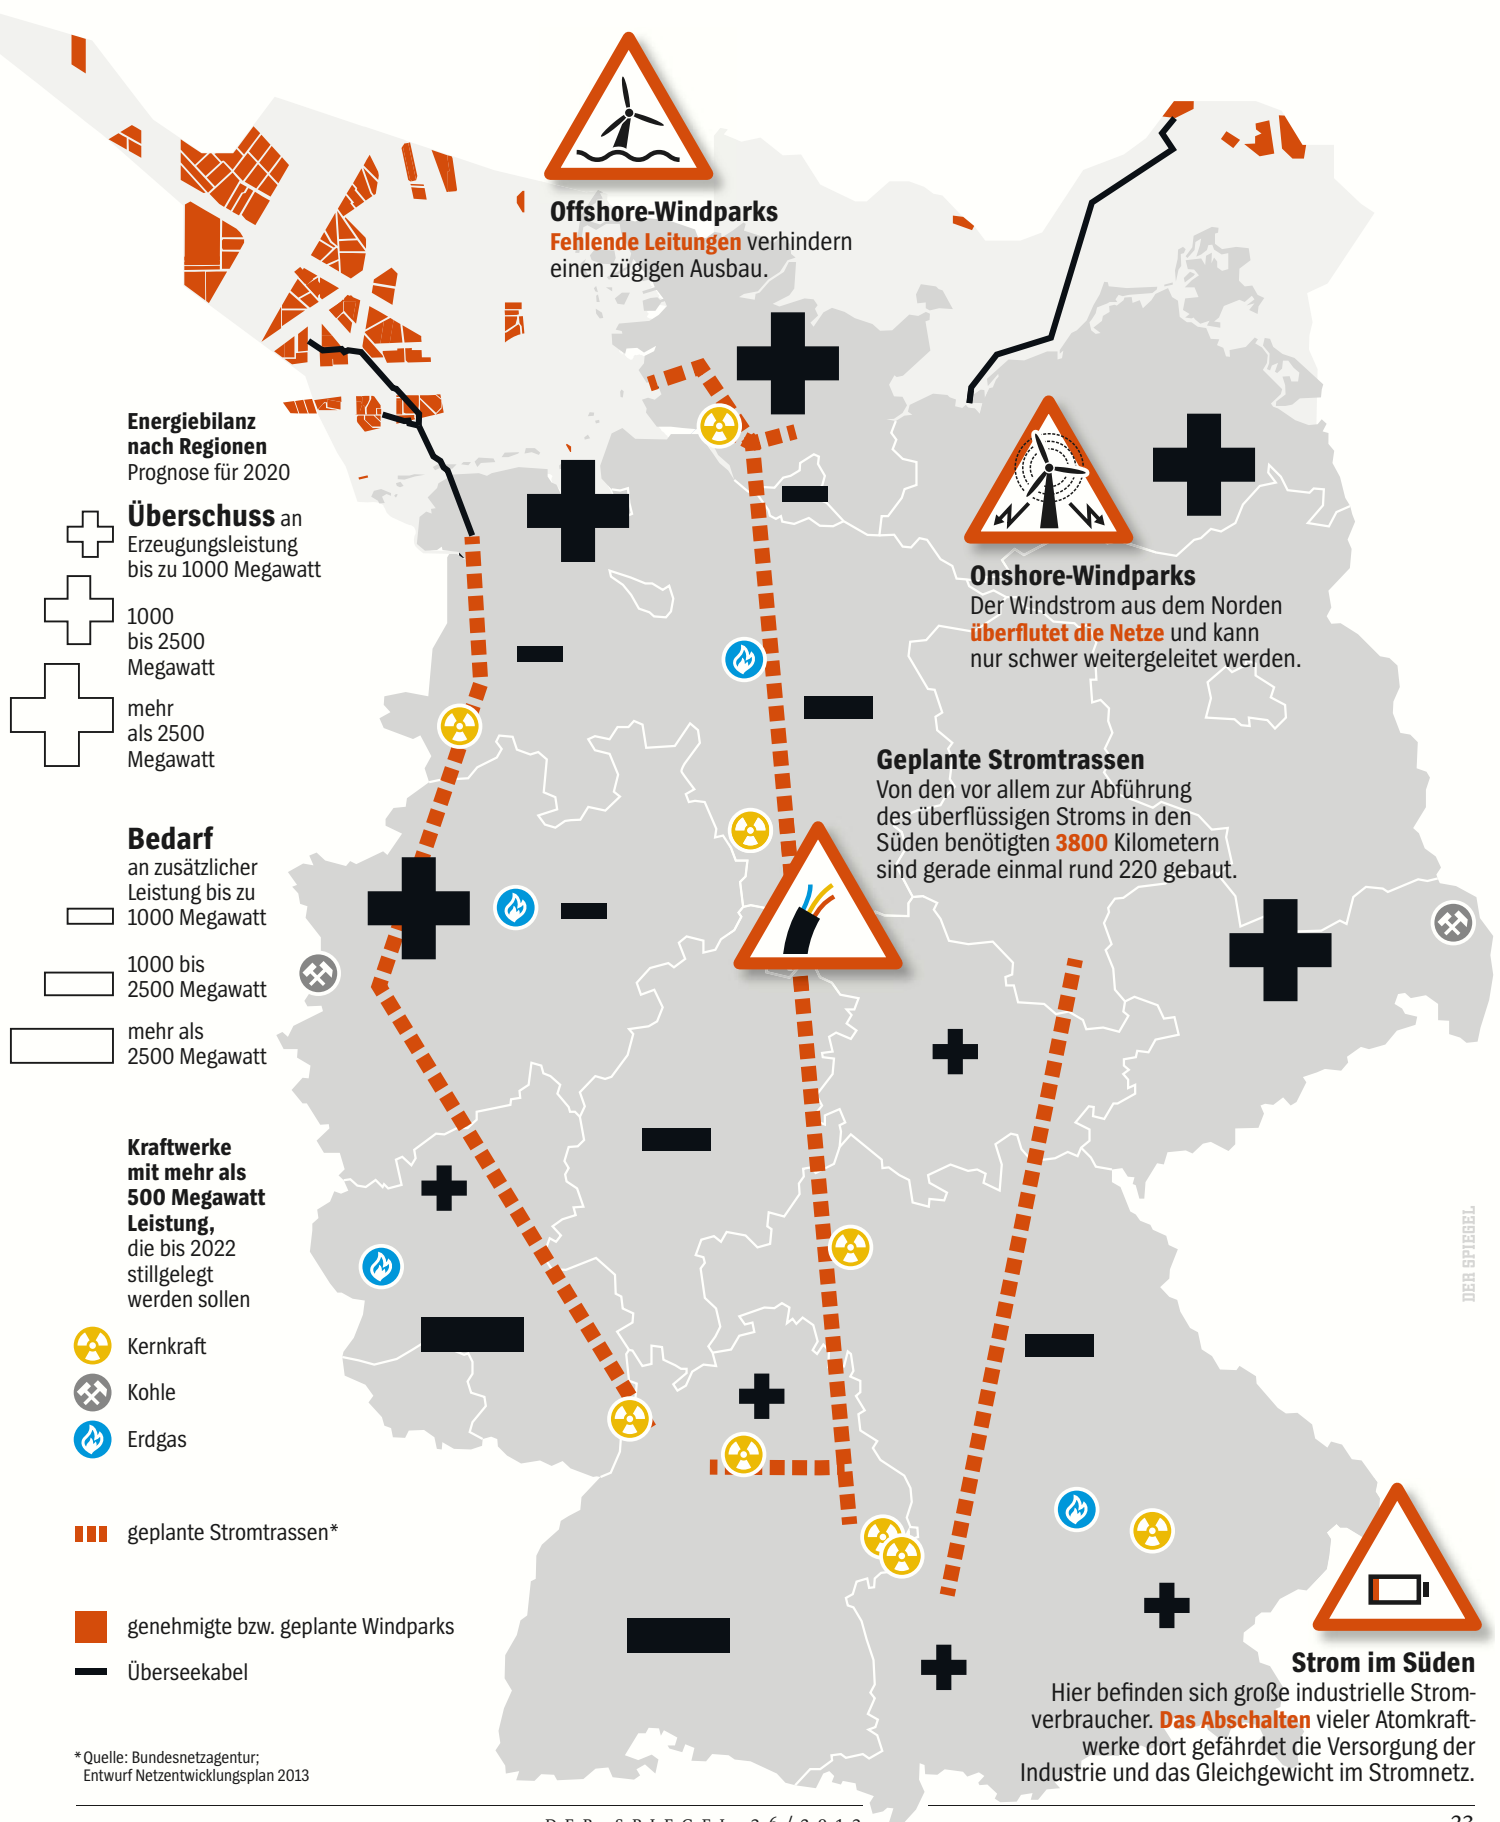 Offshore-Windparks
Fehlende Leitungen verhindern
einen zügigen Ausbau.
Energiebilanz
nach Regionen
Prognose für 2020
Überschuss an
Erzeugungsleistung
bis zu 1000 Megawatt
1000
bis 2500
Megawatt
mehr
als 2500
Megawatt
Bedarf
an zusätzlicher
Leistung bis zu
1000 Megawatt
1000 bis
2500 Megawatt
mehr als
2500 Megawatt
Kraftwerke
mit mehr als
500 Megawatt
Leistung,
die bis 2022
stillgelegt
werden sollen
Kernkraft
Kohle
Erdgas
geplante Stromtrassen*
genehmigte bzw. geplante Windparks
Überseekabel
* Quelle: Bundesnetzagentur;
Entwurf Netzentwicklungsplan 2013
Onshore-Windparks
Der Windstrom aus dem Norden
überflutet die Netze und kann
nur schwer weitergeleitet werden.
Geplante Stromtrassen
Von den vor allem zur Abführung
des überflüssigen Stroms in den
Süden benötigten 3800 Kilometern
sind gerade einmal rund 220 gebaut.
DER SPIEGEL
Strom im Süden
Hier befinden sich große industrielle Strom-
verbraucher. Das Abschalten vieler Atomkraft-
werke dort gefährdet die Versorgung der
Industrie und das Gleichgewicht im Stromnetz.